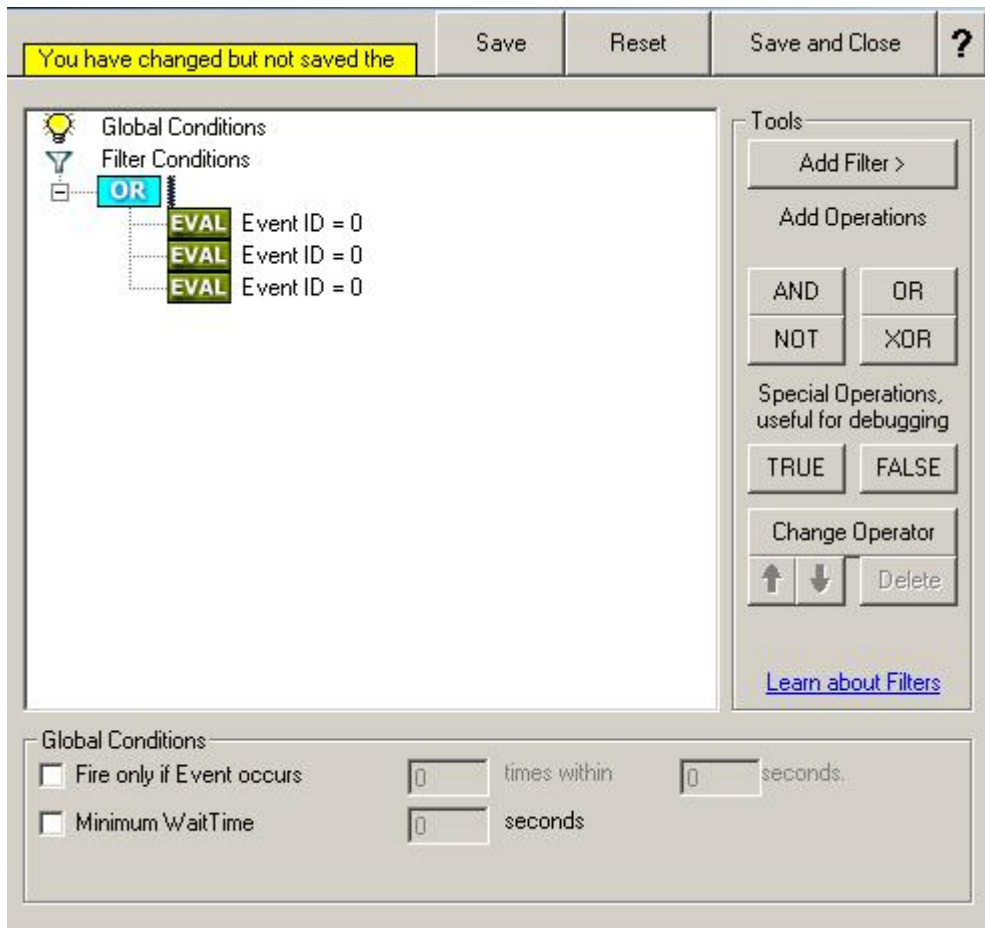 You have changed but not saved the
Save
Reset
Save and Close
?
Global Conditions
Filter Conditions
OR
EVAL Event ID = 0
EVAL Event ID = 0
EVAL Event ID = 0
Tools
Add Filter >
Add Operations
AND
OR
NOT
XOR
Special Operations,
useful for debugging
TRUE
FALSE
Change Operator
Delete
Learn about Filters
Global Conditions
Fire only if Event occurs 0 times within 0 seconds.
Minimum WaitTime 0 seconds